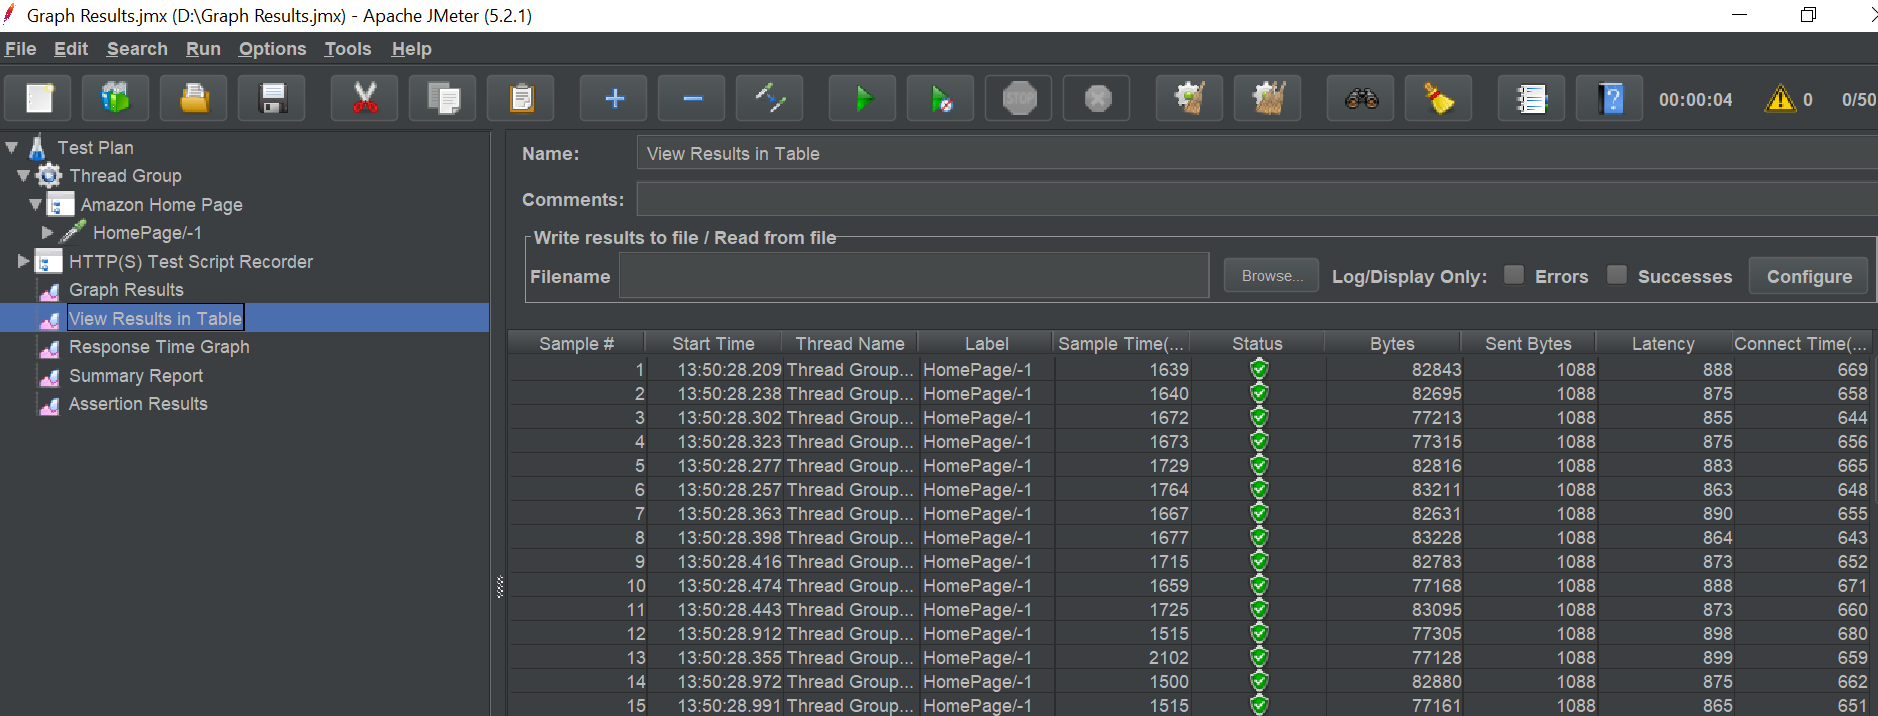 Graph Results.jmx (D:\Graph Results.jmx) - Apache JMeter (5.2.1)
File Edit Search Run Options Tools Help
STOP
?
00:00:04 0 0/50
Test Plan
Thread Group
Amazon Home Page
HomePage/-1
HTTP(S) Test Script Recorder
Graph Results
View Results in Table
Response Time Graph
Summary Report
Assertion Results
Name: View Results in Table
Comments:
Write results to file / Read from file
Filename Browse... Log/Display Only: Errors Successes Configure
Sample # Start Time Thread Name Label Sample Time(... Status Bytes Sent Bytes Latency Connect Time(...
1 13:50:28.209 Thread Group... HomePage/-1 1639 82843 1088 888 669
2 13:50:28.238 Thread Group... HomePage/-1 1640 82695 1088 875 658
3 13:50:28.302 Thread Group... HomePage/-1 1672 77213 1088 855 644
4 13:50:28.323 Thread Group... HomePage/-1 1673 77315 1088 875 656
5 13:50:28.277 Thread Group... HomePage/-1 1729 82816 1088 883 665
6 13:50:28.257 Thread Group... HomePage/-1 1764 83211 1088 863 648
7 13:50:28.363 Thread Group... HomePage/-1 1667 82631 1088 890 655
8 13:50:28.398 Thread Group... HomePage/-1 1677 83228 1088 864 643
9 13:50:28.416 Thread Group... HomePage/-1 1715 82783 1088 873 652
10 13:50:28.474 Thread Group... HomePage/-1 1659 77168 1088 888 671
11 13:50:28.443 Thread Group... HomePage/-1 1725 83095 1088 873 660
12 13:50:28.912 Thread Group... HomePage/-1 1515 77305 1088 898 680
13 13:50:28.355 Thread Group... HomePage/-1 2102 77128 1088 899 659
14 13:50:28.972 Thread Group... HomePage/-1 1500 82880 1088 875 662
15 13:50:28.991 Thread Group... HomePage/-1 1515 77161 1088 865 651